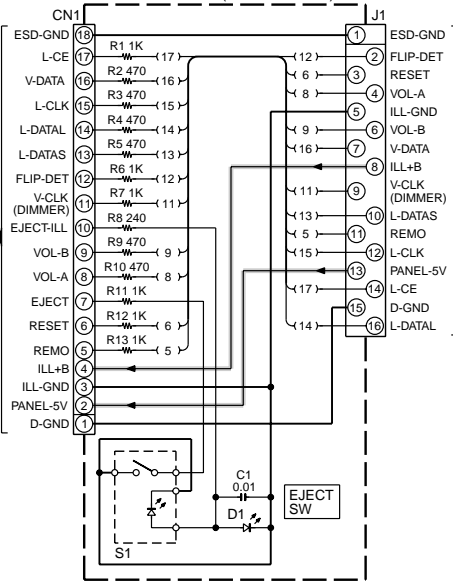 CN1
J1
ESD-GND 18
L-CE 17 R1 1K 17
V-DATA 16 R2 470 16
L-CLK 15 R3 470 15
L-DATAL 14 R4 470 14
L-DATAS 13 R5 470 13
FLIP-DET 12 R6 1K 12
V-CLK (DIMMER) 11 R7 1K 11
EJECT-ILL 10 R8 240
VOL-B 9 R9 470 9
VOL-A 8 R10 470 8
EJECT 7 R11 1K
RESET 6 R12 1K 6
REMO 5 R13 1K 5
ILL+B 4
ILL-GND 3
PANEL-5V 2
D-GND 1
1 ESD-GND
12 2 FLIP-DET
6 3 RESET
8 4 VOL-A
5 ILL-GND
9 6 VOL-B
16 7 V-DATA
8 ILL+B
11 9 V-CLK (DIMMER)
13 10 L-DATAS
5 11 REMO
15 12 L-CLK
13 PANEL-5V
17 14 L-CE
15 D-GND
14 16 L-DATAL
C1
0.01
D1
S1
EJECT
SW